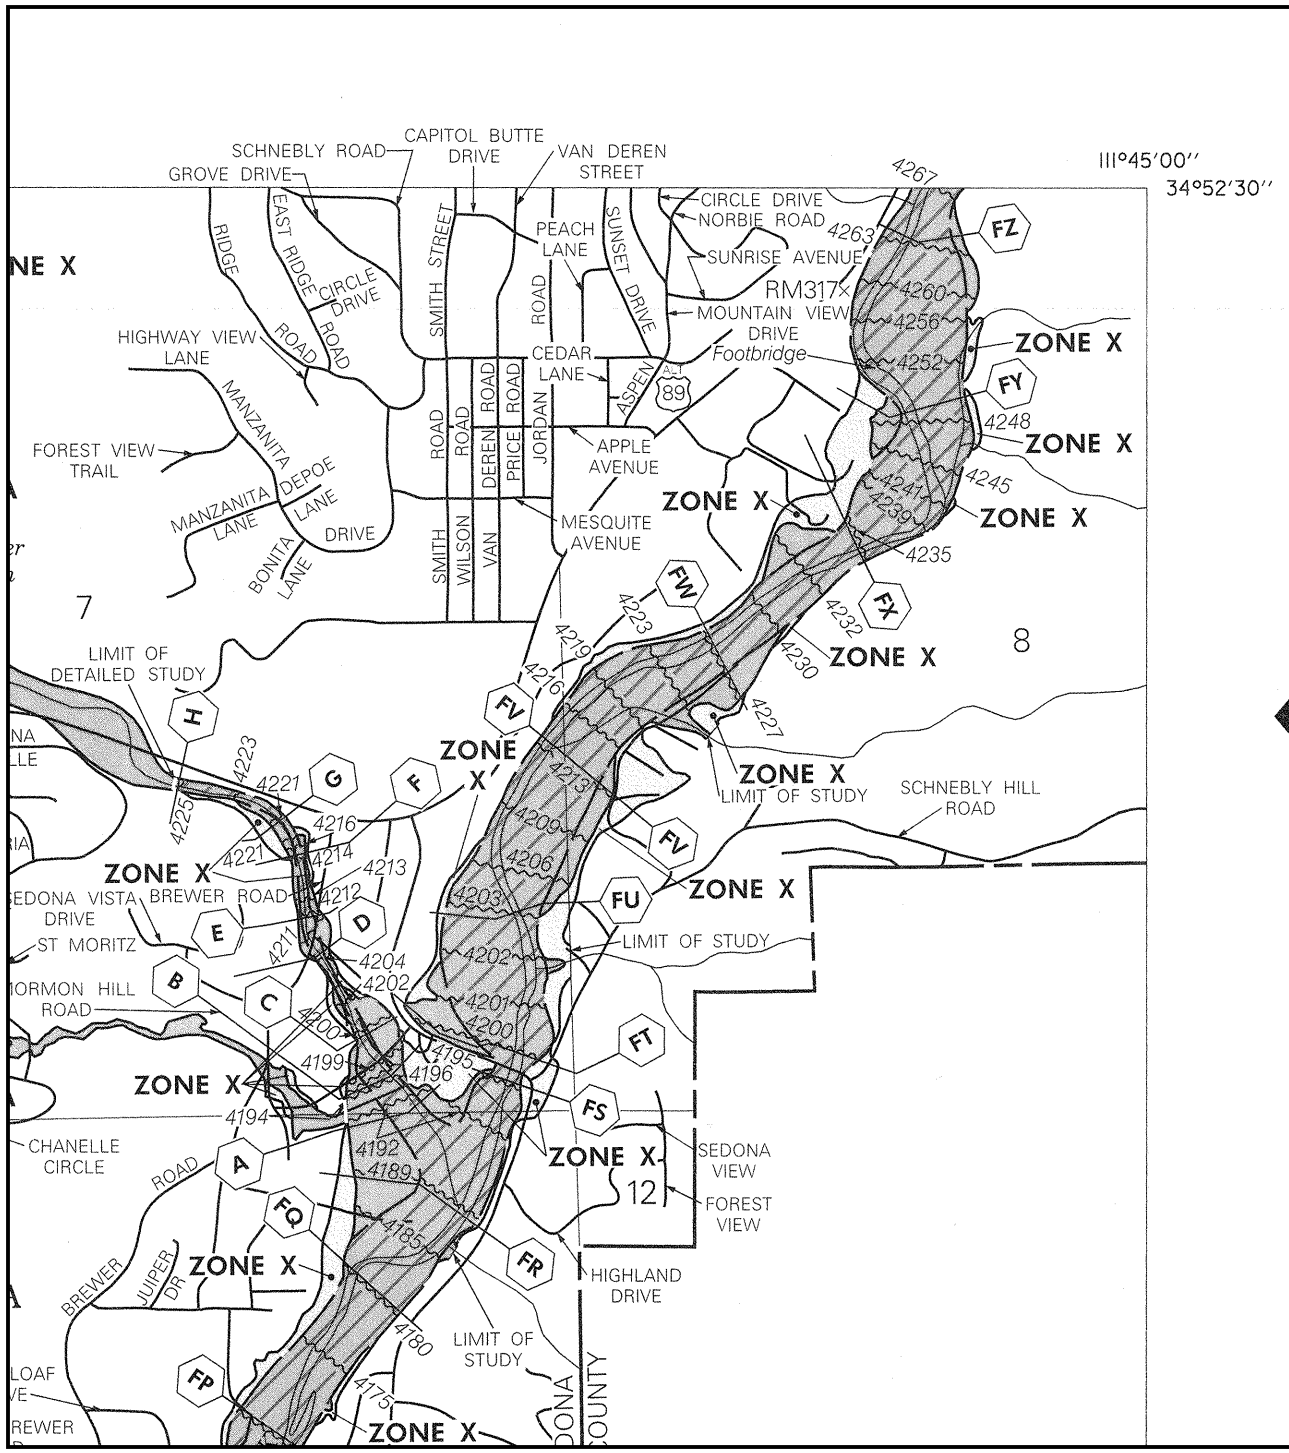 CAPITOL BUTTE
DRIVE
SCHNEBLY ROAD
VAN DEREN
STREET
GROVE DRIVE
4267
111°45'00''
34°52'30''
CIRCLE DRIVE
NORBIE ROAD
FZ
4263
PEACH
LANE
SUNRISE AVENUE
RIDGE
EAST RIDGE
ROAD
CIRCLE
DRIVE
SMITH STREET
ROAD
SUNSET DRIVE
NE X
RM317×
4260
MOUNTAIN VIEW
DRIVE
4256
HIGHWAY VIEW
LANE
ROAD
CEDAR
LANE
Footbridge
4252
ZONE X
ALT
89
ASPEN
FY
MANZANITA
4248
ZONE X
FOREST VIEW
TRAIL
ROAD
ROAD
DEREN ROAD
PRICE ROAD
JORDAN
APPLE
AVENUE
DEPOE
LANE
4245
4241
4239
ZONE X
ZONE X
MANZANITA
LANE
DRIVE
MESQUITE
AVENUE
BONITA
LANE
SMITH
WILSON
VAN
4235
er
7
FW
FX
4223
4232
8
4219
4230
ZONE X
LIMIT OF
DETAILED STUDY
4216
FV
4227
H
NA
LLE
4223
ZONE
X
G
F
4221
4213
ZONE X
LIMIT OF STUDY
SCHNEBLY HILL
ROAD
4225
4216
4209
FV
RIA
4221
4214
4206
4213
ZONE X
BREWER ROAD
4212
4203
ZONE X
SEDONA VISTA
DRIVE
E
D
FU
ST MORITZ
4211
LIMIT OF STUDY
4204
4202
B
4202
MORMON HILL
ROAD
C
4201
4200
4200
FT
4199
4195
4196
ZONE X
4194
FS
CHANELLE
CIRCLE
4192
ZONE X
SEDONA
VIEW
A
4189
ROAD
12
FOREST
VIEW
FQ
4185
ZONE X
FR
HIGHLAND
DRIVE
BREWER
JUIPER
DR
4180
LIMIT OF
STUDY
FP
4175
LOAF
VE
REWER
ZONE X
DONA
COUNTY